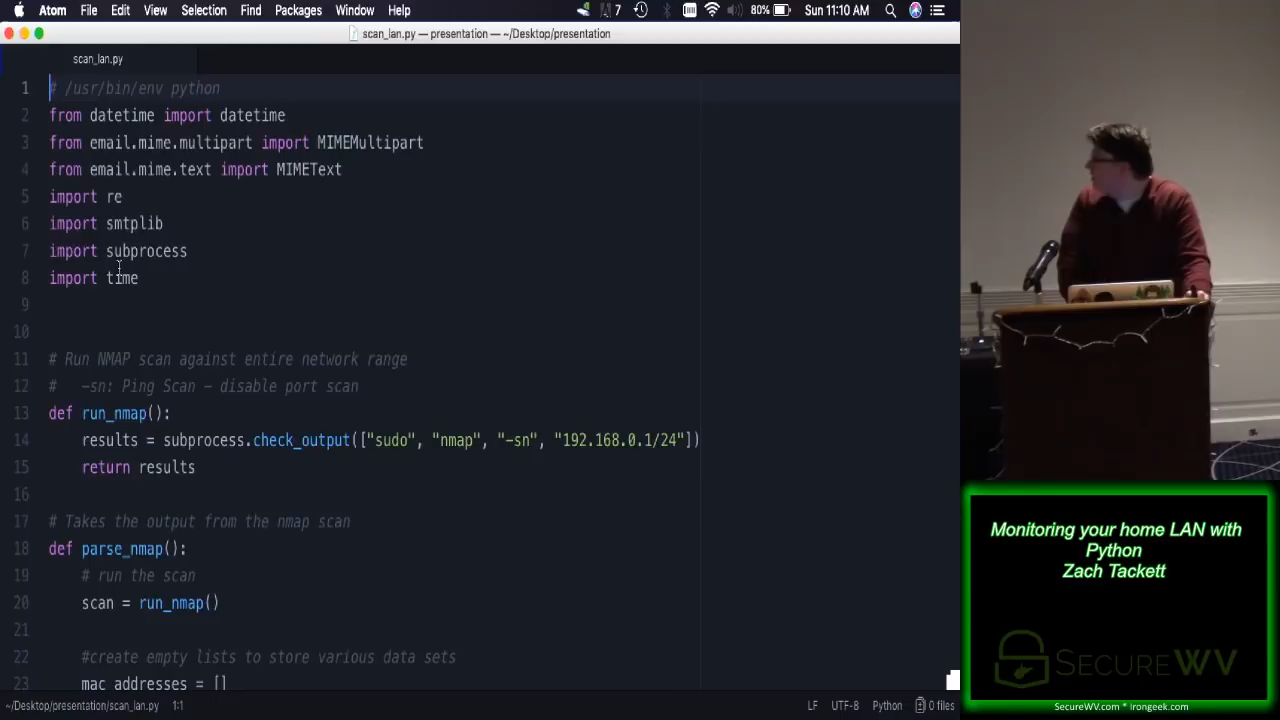 Atom File Edit View Selection Find Packages Window Help 7 80% Sun 11:10 AM
scan_lan.py — presentation — ~/Desktop/presentation
scan_lan.py
1 # /usr/bin/env python
2 from datetime import datetime
3 from email.mime.multipart import MIMEMultipart
4 from email.mime.text import MIMEText
5 import re
6 import smtplib
7 import subprocess
8 import time
9
10
11 # Run NMAP scan against entire network range
12 #   -sn: Ping Scan - disable port scan
13 def run_nmap():
14     results = subprocess.check_output(["sudo", "nmap", "-sn", "192.168.0.1/24"])
15     return results
16
17 # Takes the output from the nmap scan
18 def parse_nmap():
19     # run the scan
20     scan = run_nmap()
21
22     #create empty lists to store various data sets
23     mac_addresses = []
~/Desktop/presentation/scan_lan.py 1:1 LF UTF-8 Python 0 files
Monitoring your home LAN with
Python
Zach Tackett
SECUREWV
SecureWV.com * Irongeek.com